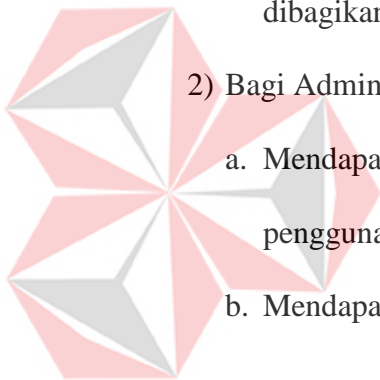 dibagikan
2) Bagi Admin
a. Mendapa
pengguna
b. Mendapa